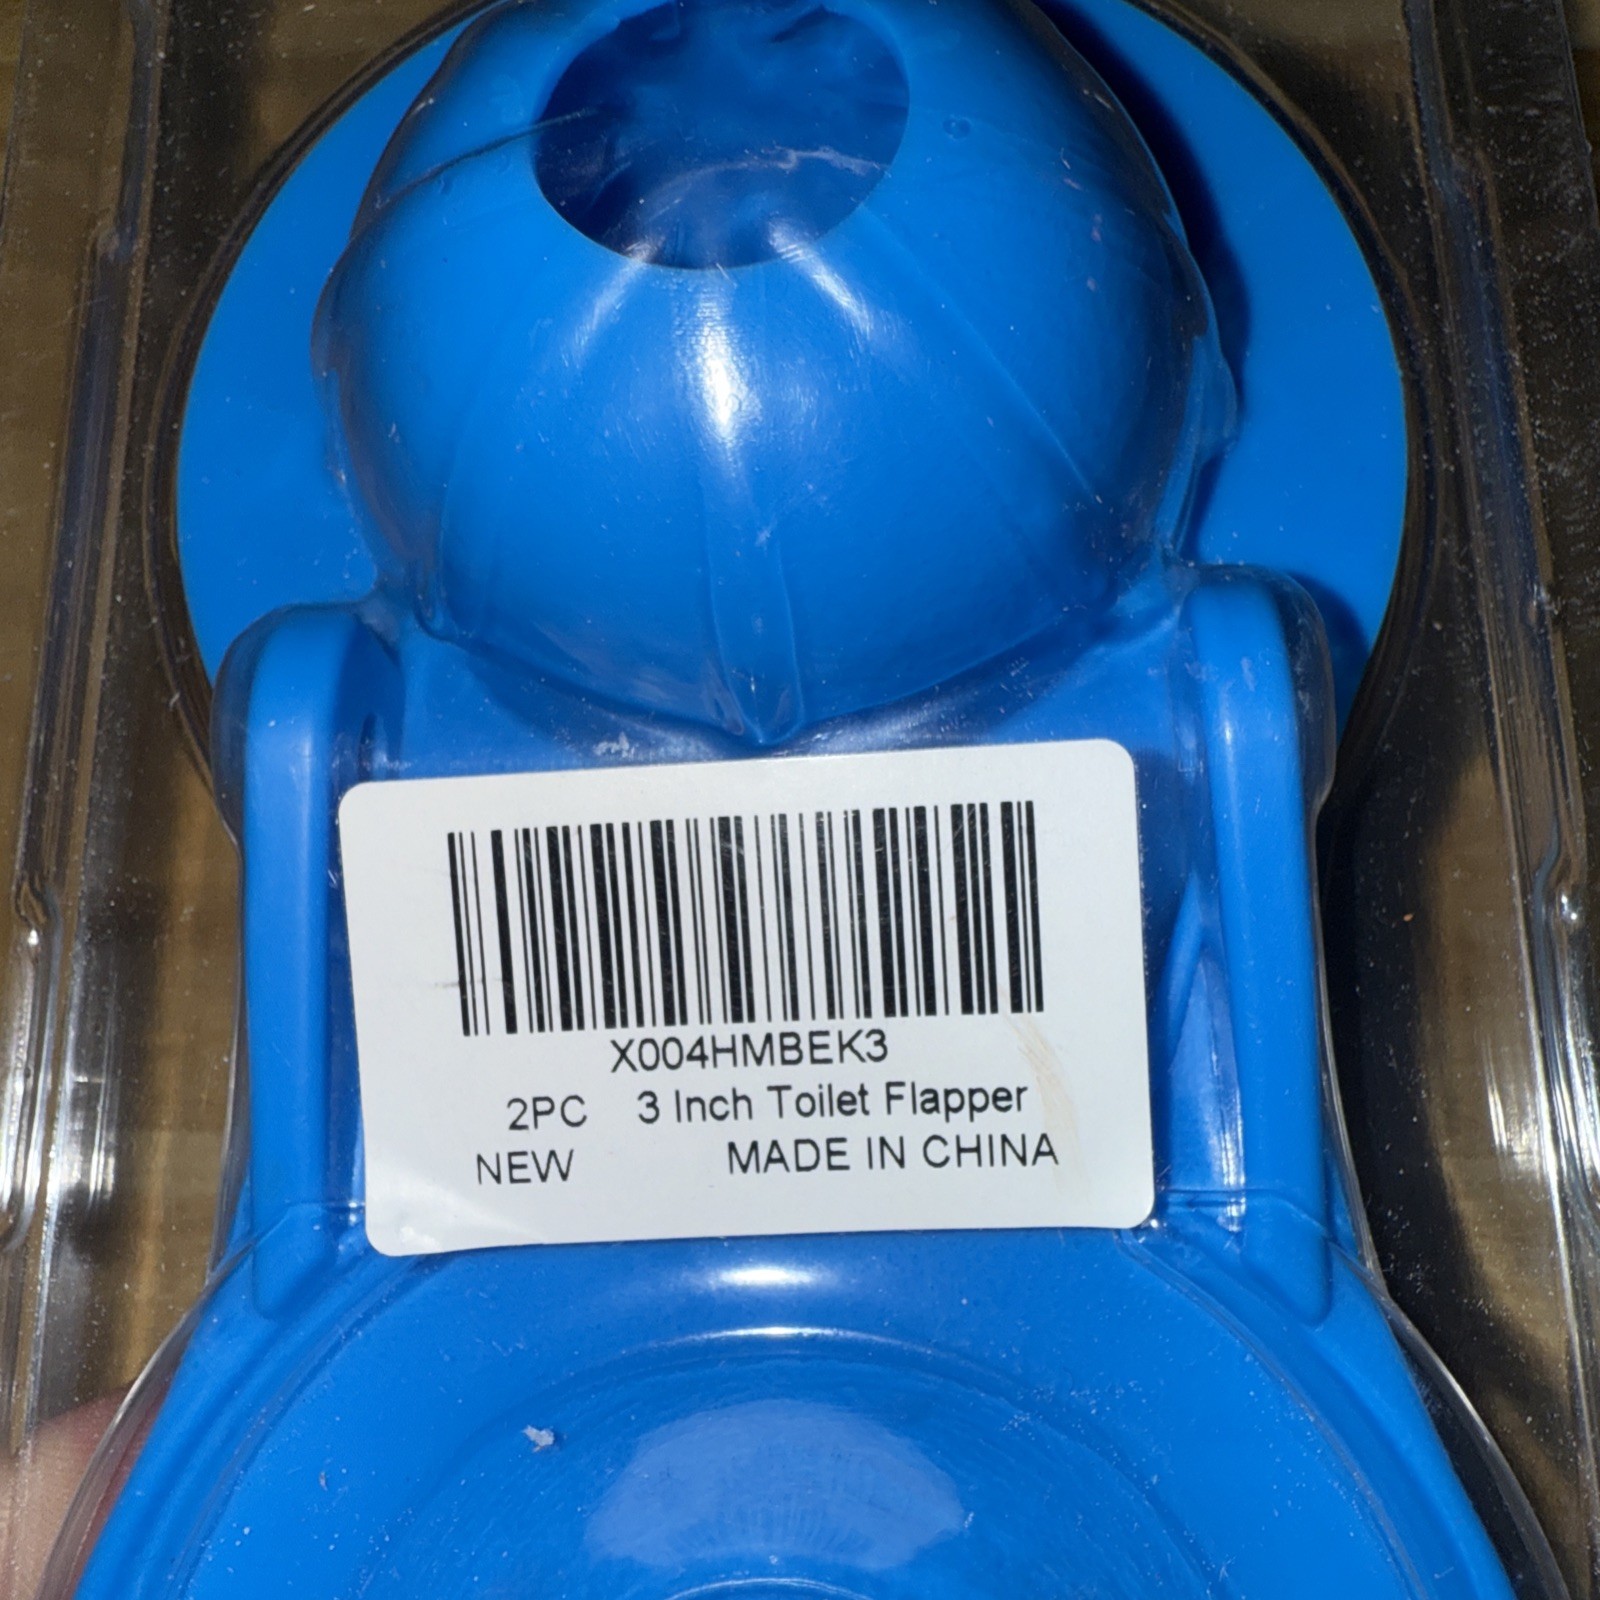 X004HMBEK3
2PC 3 Inch Toilet Flapper
NEW MADE IN CHINA